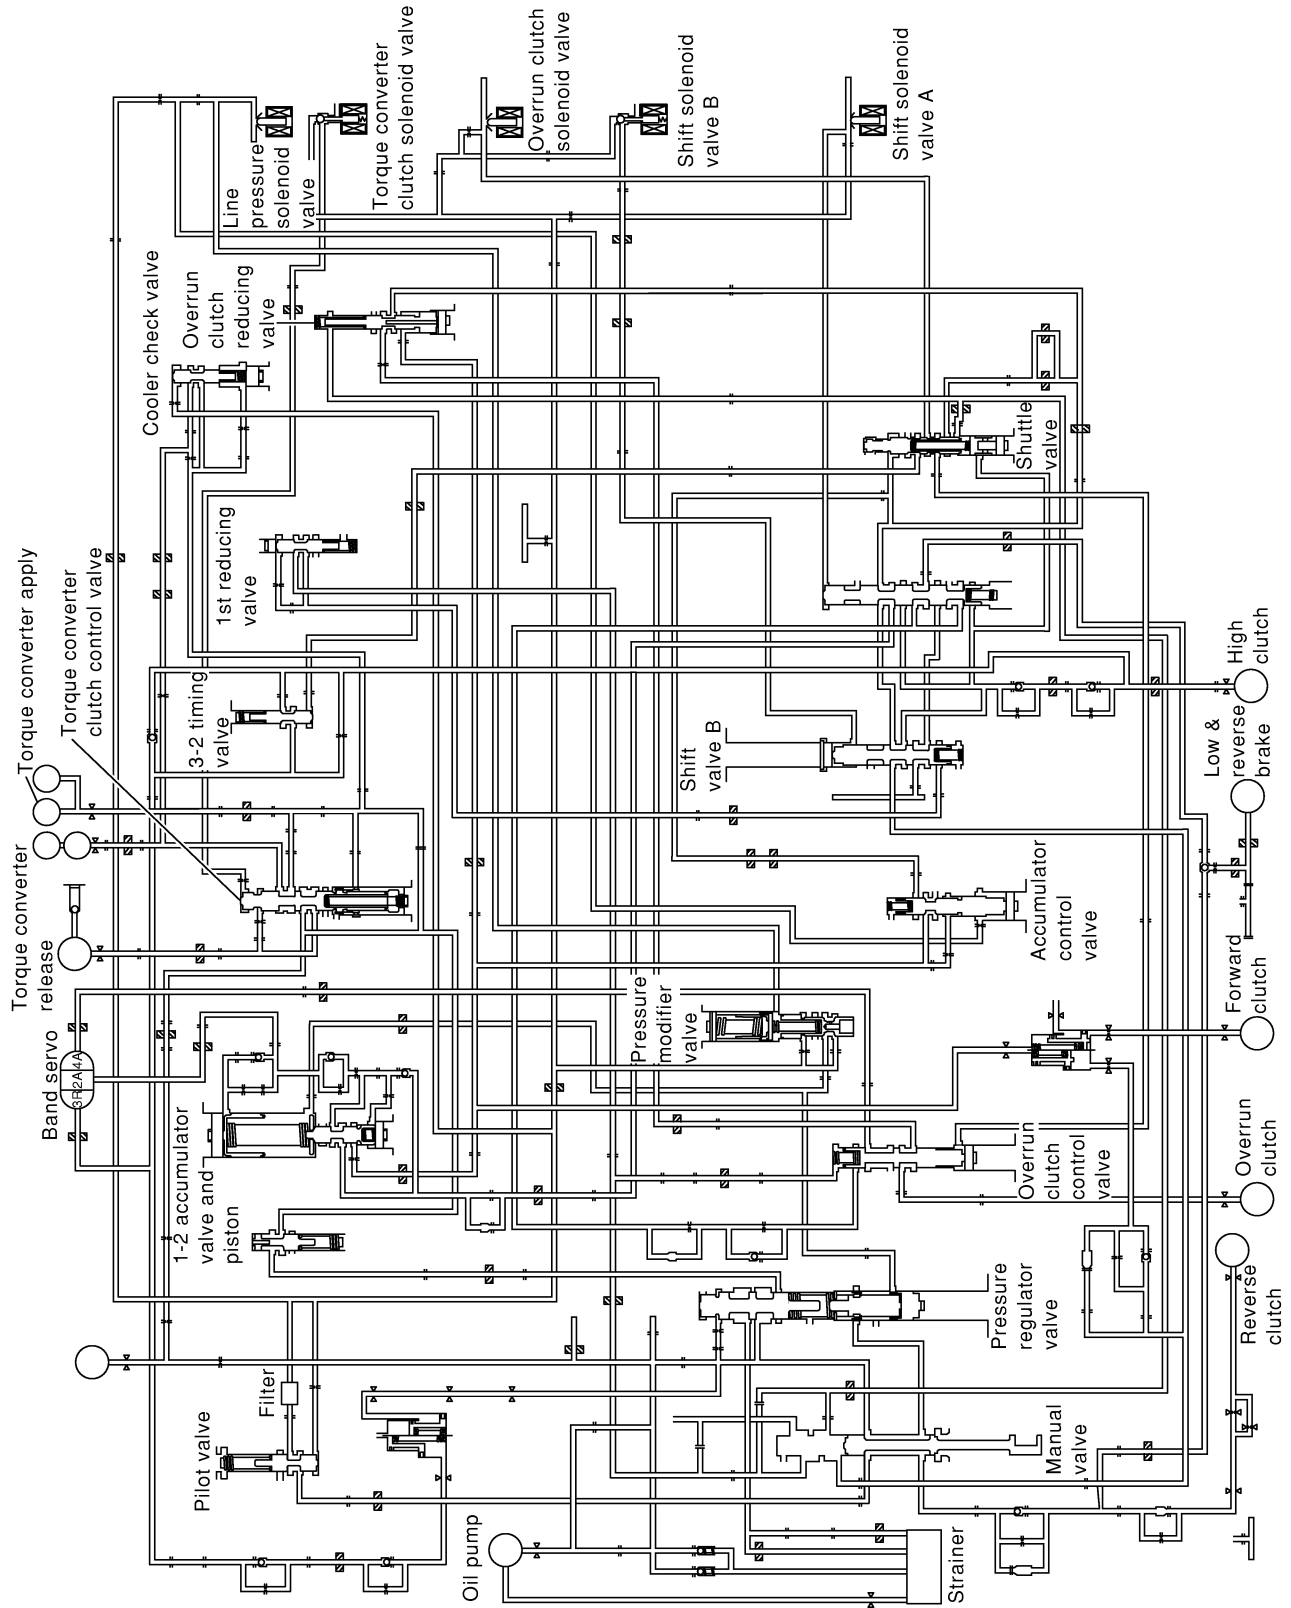 Torque converter apply
Torque converter
clutch control valve
Torque converter
release
Band servo
3R2A4A
1-2 accumulator
valve and
piston
Pilot valve
Filter
Oil pump
Strainer
Cooler check valve
Overrun
clutch
reducing
valve
1st reducing
valve
3-2 timing
valve
Line
pressure
solenoid
valve
Torque converter
clutch solenoid valve
Overrun clutch
solenoid valve
Shift solenoid
valve B
Shift solenoid
valve A
Shuttle
valve
Shift
valve B
Accumulator
control
valve
Pressure
modifier
valve
Overrun
clutch
control
valve
Pressure
regulator
valve
Manual
valve
High
clutch
Low &
reverse
brake
Forward
clutch
Overrun
clutch
Reverse
clutch